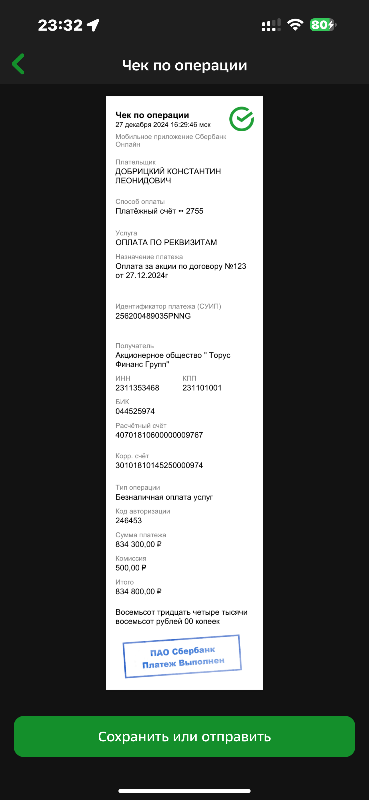 23:32
80
Чек по операции
Чек по операции
27 декабря 2024 16:29:46 мск
Мобильное приложение Сбербанк
Онлайн
Плательщик
ДОБРИЦКИЙ КОНСТАНТИН
ЛЕОНИДОВИЧ
Способ оплаты
Платёжный счёт •• 2755
Услуга
ОПЛАТА ПО РЕКВИЗИТАМ
Назначение платежа
Оплата за акции по договору №123
от 27.12.2024г
Идентификатор платежа (СУИП)
256200489035PNNG
Получатель
Акционерное общество " Торус
Финанс Групп"
ИНН КПП
2311353468 231101001
БИК
044525974
Расчётный счёт
40701810600000009767
Корр. счёт
30101810145250000974
Тип операции
Безналичная оплата услуг
Код авторизации
246453
Сумма платежа
834 300,00 ₽
Комиссия
500,00 ₽
Итого
834 800,00 ₽
Восемьсот тридцать четыре тысячи
восемьсот рублей 00 копеек
ПАО Сбербанк
Платеж Выполнен
Сохранить или отправить